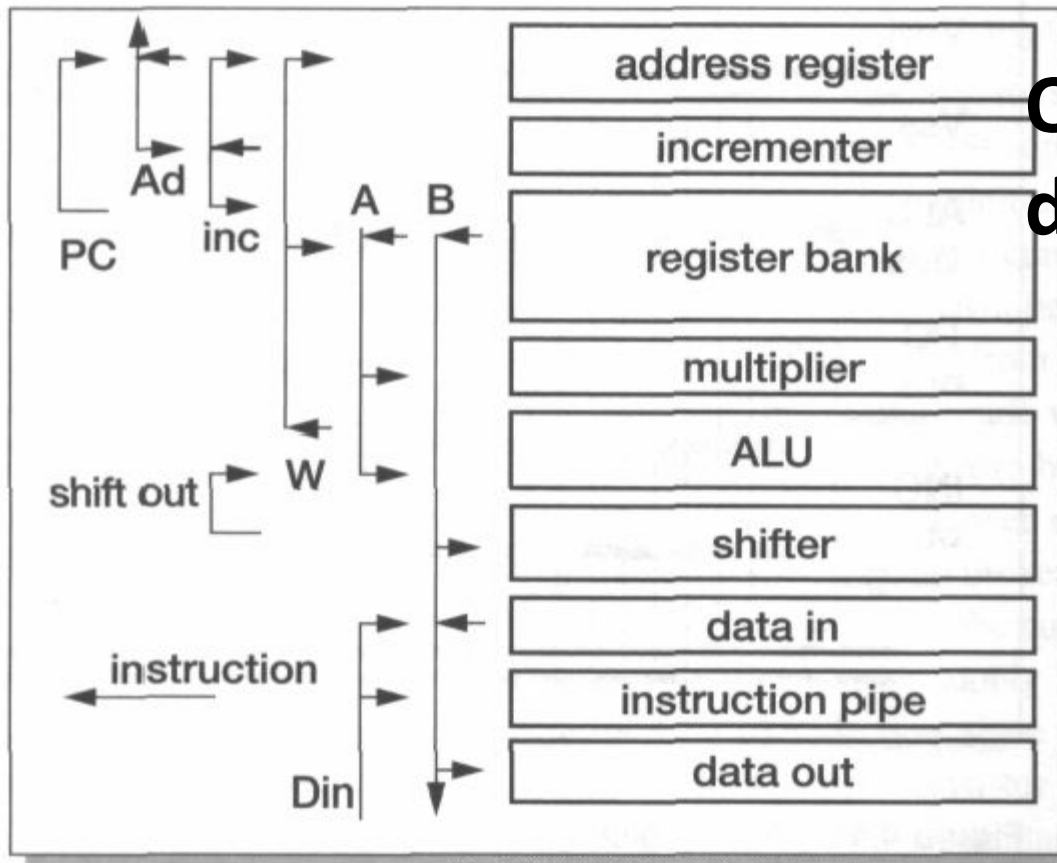 address register
incrementer
Ad
A B
PC
inc
register bank
multiplier
ALU
W
shift out
shifter
data in
instruction
instruction pipe
Din
data out